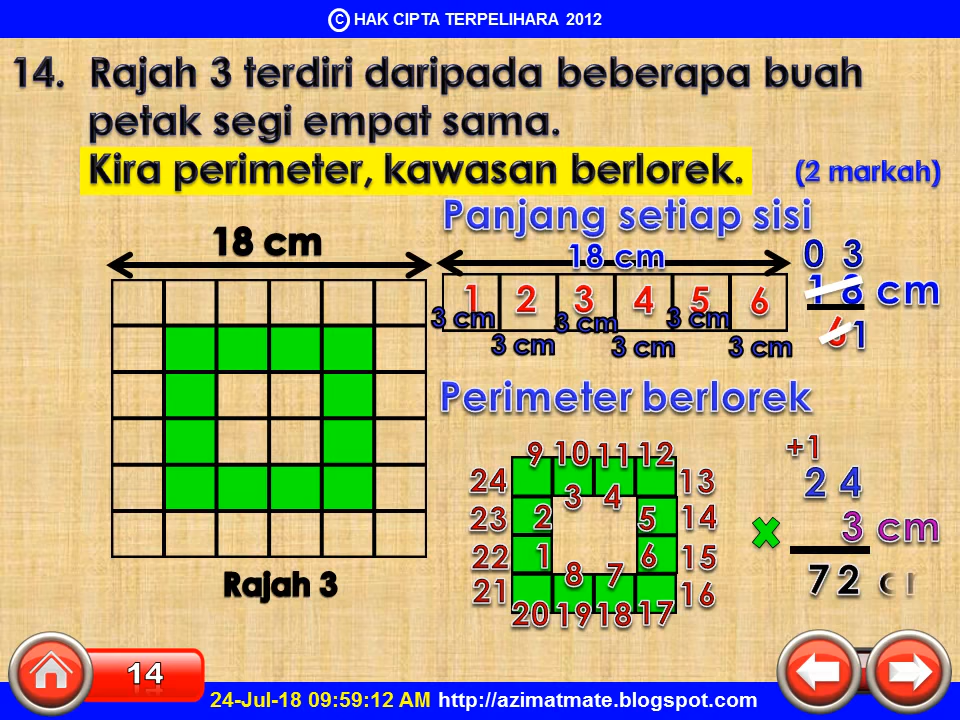 © HAK CIPTA TERPELIHARA 2012
14. Rajah 3 terdiri daripada beberapa buah
petak segi empat sama.
Kira perimeter, kawasan berlorek.
(2 markah)
18 cm
Rajah 3
Panjang setiap sisi
18 cm
1 2 3 4 5 6
3 cm 3 cm 3 cm
3 cm 3 cm 3 cm
0 3
1 8 cm
6 1
Perimeter berlorek
9 10 11 12
24 3 4 13
23 2 5 14
22 1 6 15
21 8 7 16
20 19 18 17
+1
2 4
× 3 cm
7 2
14
24-Jul-18 09:59:12 AM http://azimatmate.blogspot.com